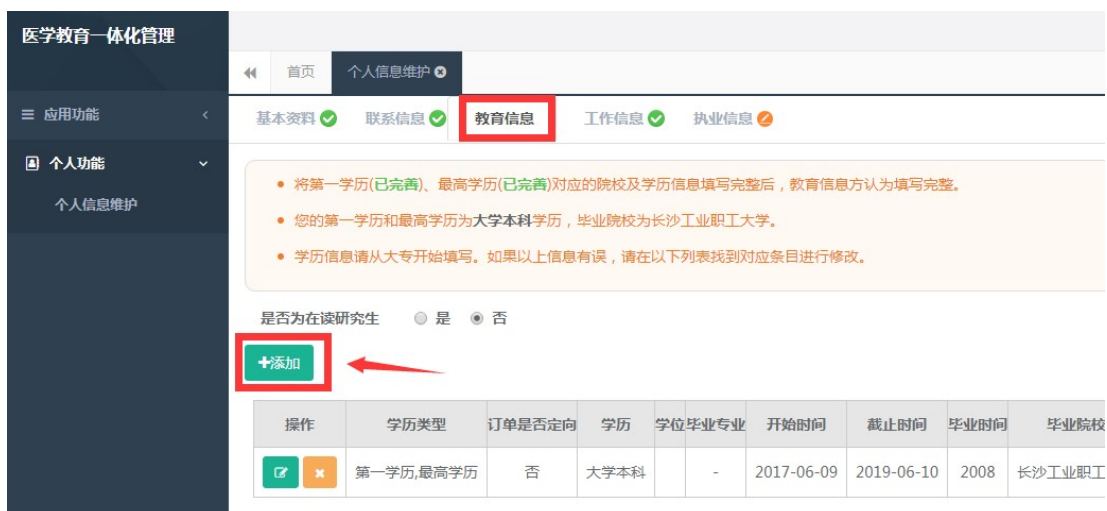 医学教育一体化管理
首页 个人信息维护
应用功能
基本资料 联系信息 教育信息 工作信息 执业信息
个人功能
个人信息维护
将第一学历(已完善)、最高学历(已完善)对应的院校及学历信息填写完整后，教育信息方认为填写完整。
您的第一学历和最高学历为大学本科学历，毕业院校为长沙工业职工大学。
学历信息请从大专开始填写。如果以上信息有误，请在以下列表找到对应条目进行修改。
是否为在读研究生 是 否
+添加
操作 学历类型 订单是否定向 学历 学位 毕业专业 开始时间 截止时间 毕业时间 毕业院校
第一学历,最高学历 否 大学本科 - 2017-06-09 2019-06-10 2008 长沙工业职工